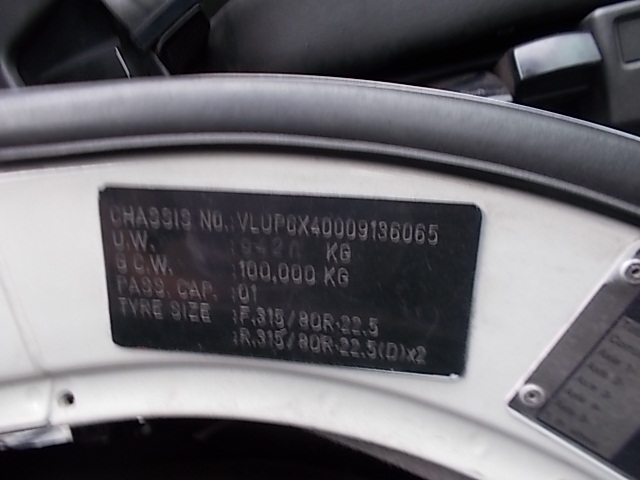 CHASSIS NO.: VLUP6X40009136065
U.W. : 9420 KG
G C.W. : 100,000 KG
PASS. CAP. : 01
TYRE SIZE : F.315/80R-22.5
: R.315/80R-22.5(D)x2